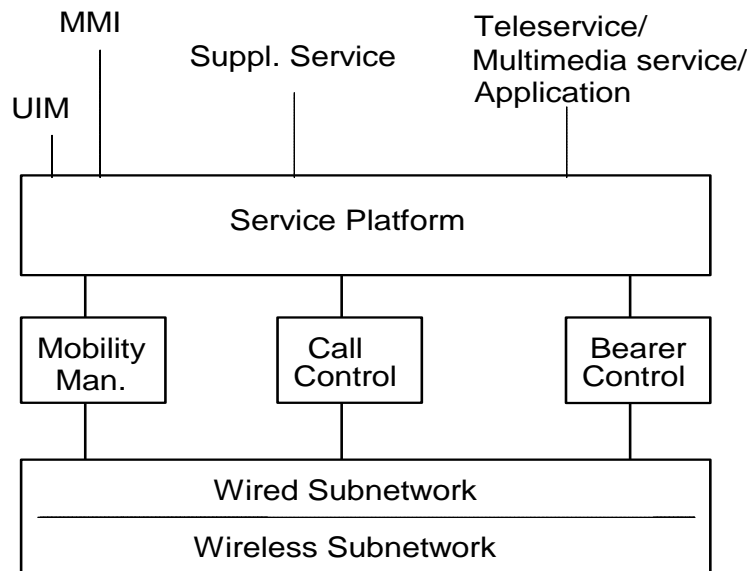 MMI
UIM
Suppl. Service
Teleservice/
Multimedia service/
Application
Service Platform
Mobility
Man.
Call
Control
Bearer
Control
Wired Subnetwork
Wireless Subnetwork